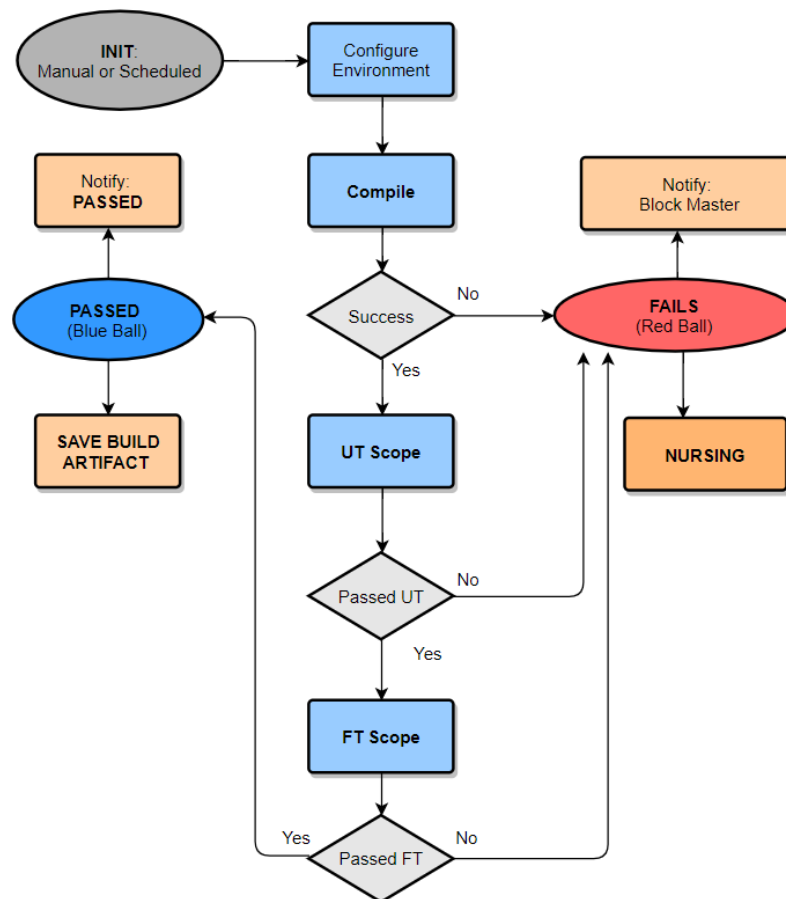 INIT:
Manual or Scheduled
Configure
Environment
Notify:
PASSED
Compile
Notify:
Block Master
PASSED
(Blue Ball)
Success
No
FAILS
(Red Ball)
Yes
SAVE BUILD
ARTIFACT
UT Scope
NURSING
Passed UT
No
Yes
FT Scope
Yes
Passed FT
No